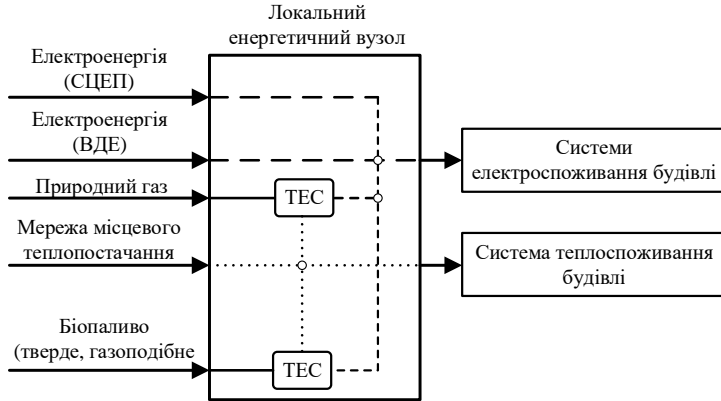 Локальний
енергетичний вузол
Електроенергія
(СЦЕП)
Електроенергія
(ВДЕ)
Природний газ
ТЕС
Мережа місцевого
теплопостачання
Біопаливо
(тверде, газоподібне
ТЕС
Системи
електроспоживання будівлі
Система теплоспоживання
будівлі